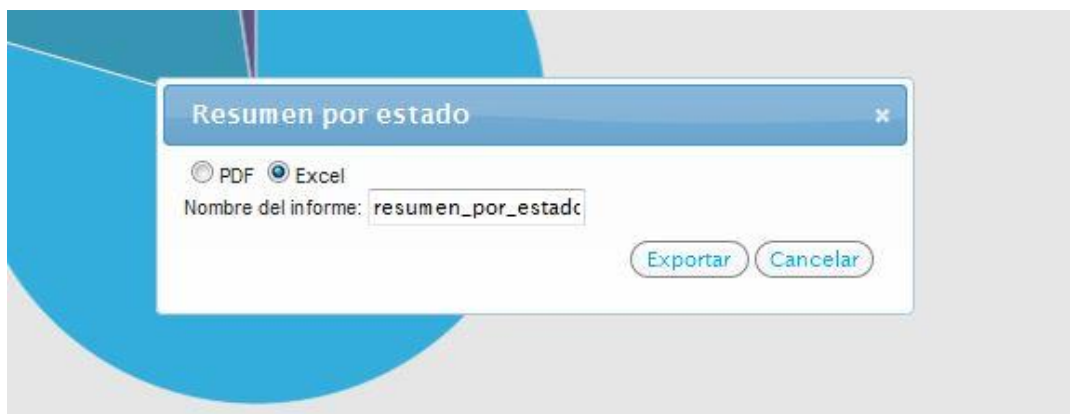 Resumen por estado
PDF Excel
Nombre del informe: resumen_por_estado
Exportar Cancelar